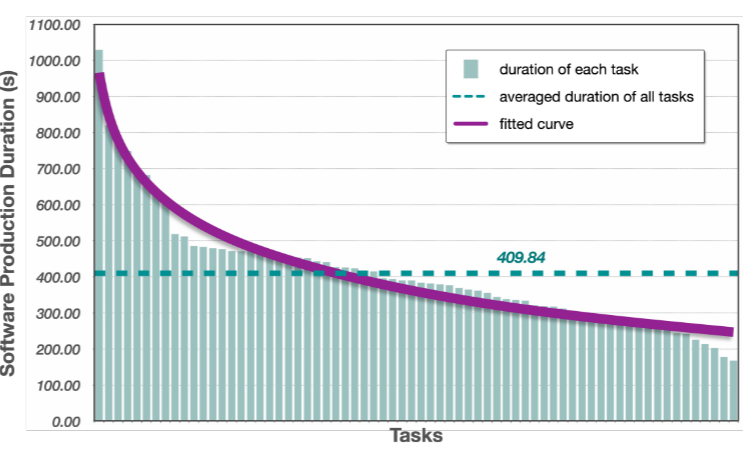 Software Production Duration (s)
1100.00
1000.00
900.00
800.00
700.00
600.00
500.00
400.00
300.00
200.00
100.00
0.00
duration of each task
averaged duration of all tasks
fitted curve
409.84
Tasks